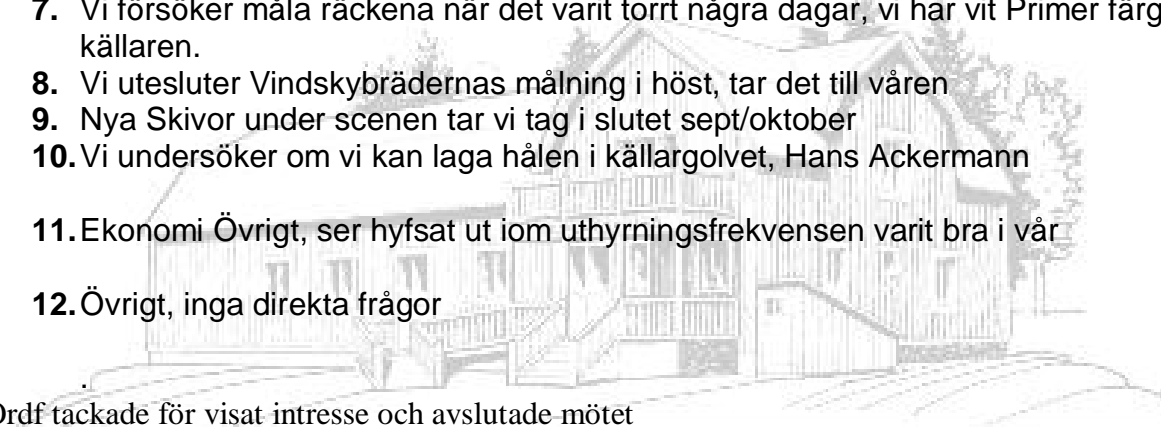 7. Vi försöker måla räckena när det varit torrt några dagar, vi har vit Primer färg
källaren.
8. Vi utesluter Vindskybrädernas målning i höst, tar det till våren
9. Nya Skivor under scenen tar vi tag i slutet sept/oktober
10. Vi undersöker om vi kan laga hålen i källargolvet, Hans Ackermann
11. Ekonomi Övrigt, ser hyfsat ut iom uthyrningsfrekvensen varit bra i vår
12. Övrigt, inga direkta frågor
.
Ordf tackade för visat intresse och avslutade mötet